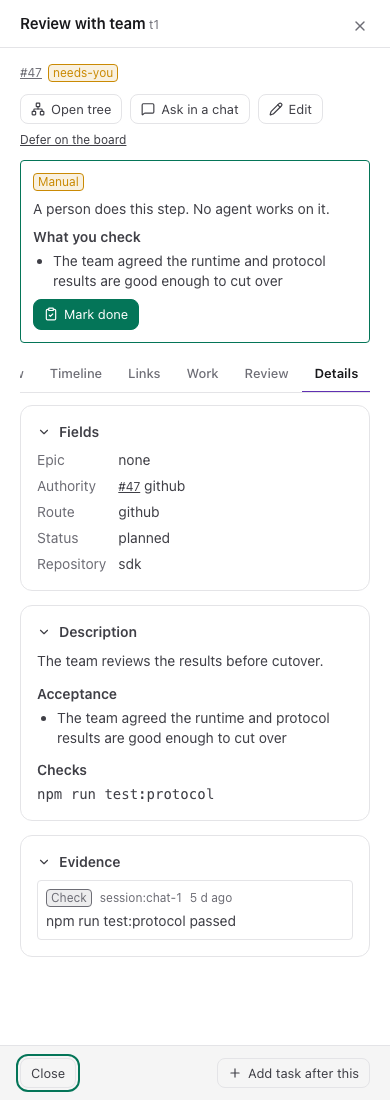 Review with team t1
#47 needs-you
Open tree Ask in a chat Edit
Defer on the board
Manual
A person does this step. No agent works on it.
What you check
• The team agreed the runtime and protocol
results are good enough to cut over
Mark done
Timeline Links Work Review Details
Fields
Epic none
Authority #47 github
Route github
Status planned
Repository sdk
Description
The team reviews the results before cutover.
Acceptance
• The team agreed the runtime and protocol
results are good enough to cut over
Checks
npm run test:protocol
Evidence
Check session:chat-1 5 d ago
npm run test:protocol passed
Close + Add task after this